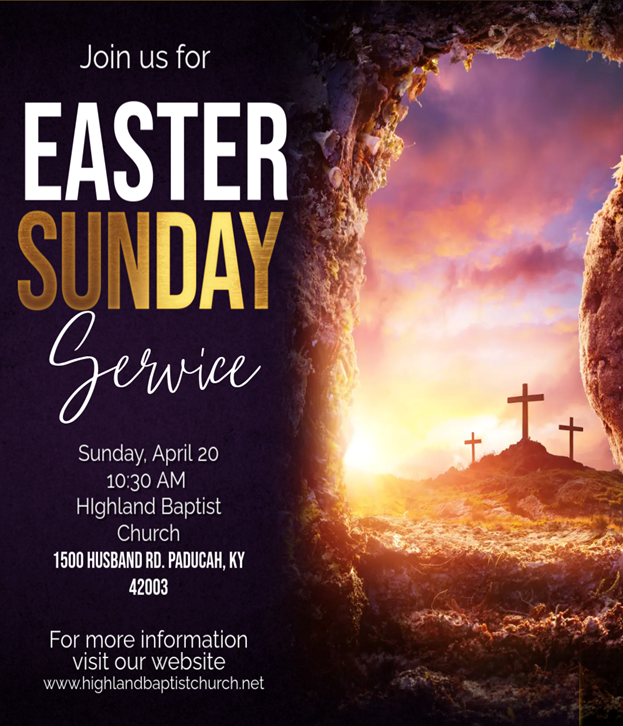 Join us for
EASTER
SUNDAY
Service
Sunday, April 20
10:30 AM
HIghland Baptist
Church
1500 HUSBAND RD. PADUCAH, KY
42003
For more information
visit our website
www.highlandbaptistchurch.net